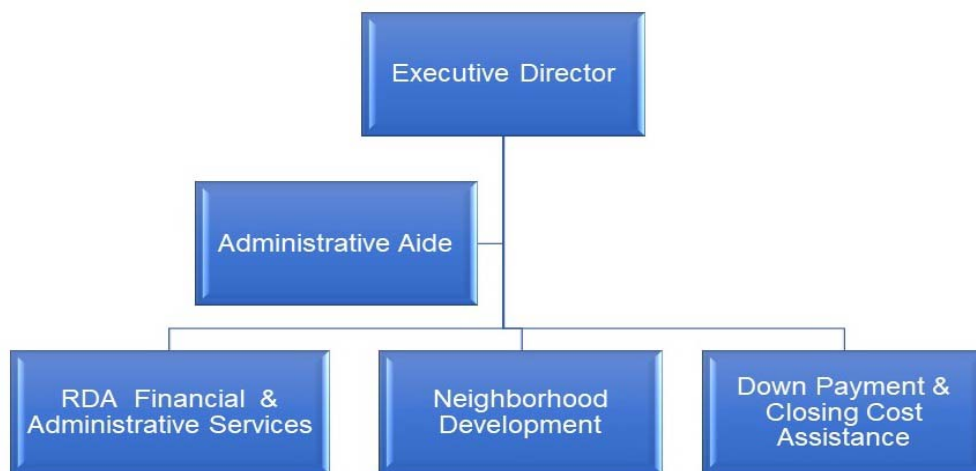 Executive Director
Administrative Aide
RDA Financial &
Administrative Services
Neighborhood
Development
Down Payment &
Closing Cost
Assistance